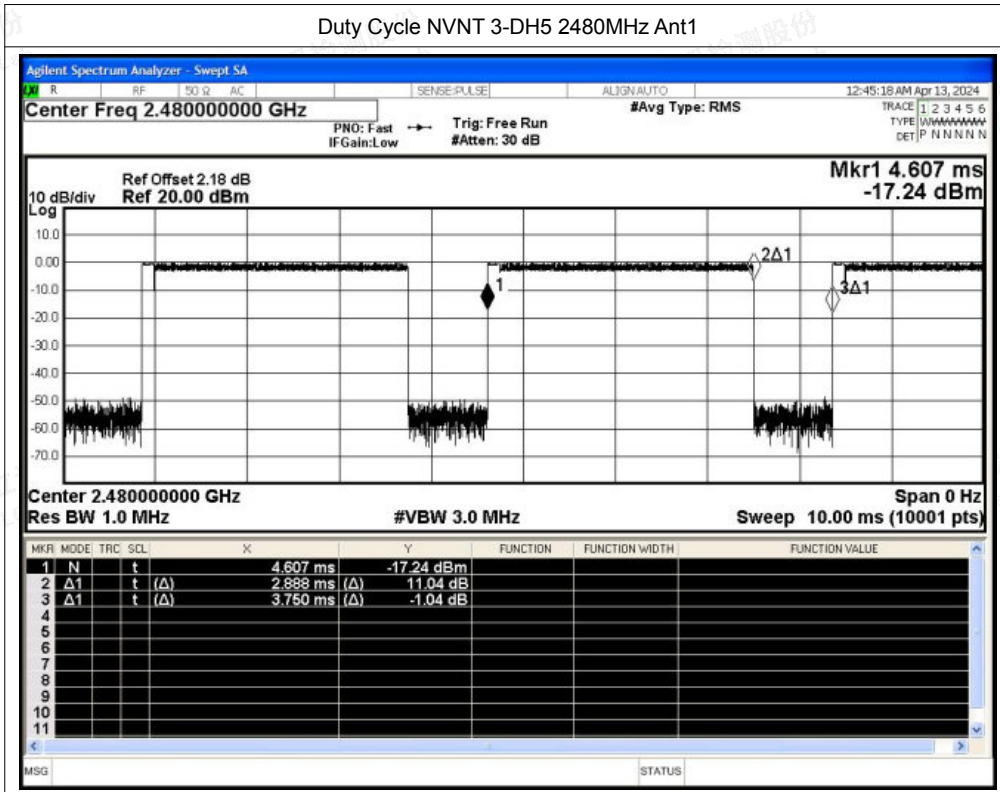 Duty Cycle NVNT 3-DH5 2480MHz Ant1
Agilent Spectrum Analyzer - Swept SA
R RF 50 Ω AC SENSE:PULSE ALIGN AUTO 12:45:18 AM Apr 13, 2024
Center Freq 2.480000000 GHz #Avg Type: RMS TRACE 1 2 3 4 5 6
PNO: Fast Trig: Free Run TYPE
IFGain:Low #Atten: 30 dB DET P N N N N N
Mkr1 4.607 ms
Ref Offset 2.18 dB
10 dB/div Ref 20.00 dBm -17.24 dBm
Log
10.0
0.00
2Δ1
-10.0
1
3Δ1
-20.0
-30.0
-40.0
-50.0
-60.0
-70.0
Center 2.480000000 GHz Span 0 Hz
Res BW 1.0 MHz #VBW 3.0 MHz Sweep 10.00 ms (10001 pts)
MKR MODE TRC SCL X Y FUNCTION FUNCTION WIDTH FUNCTION VALUE
1 N t 4.607 ms -17.24 dBm
2 Δ1 t (Δ) 2.888 ms (Δ) 11.04 dB
3 Δ1 t (Δ) 3.750 ms (Δ) -1.04 dB
4
5
6
7
8
9
10
11
MSG STATUS